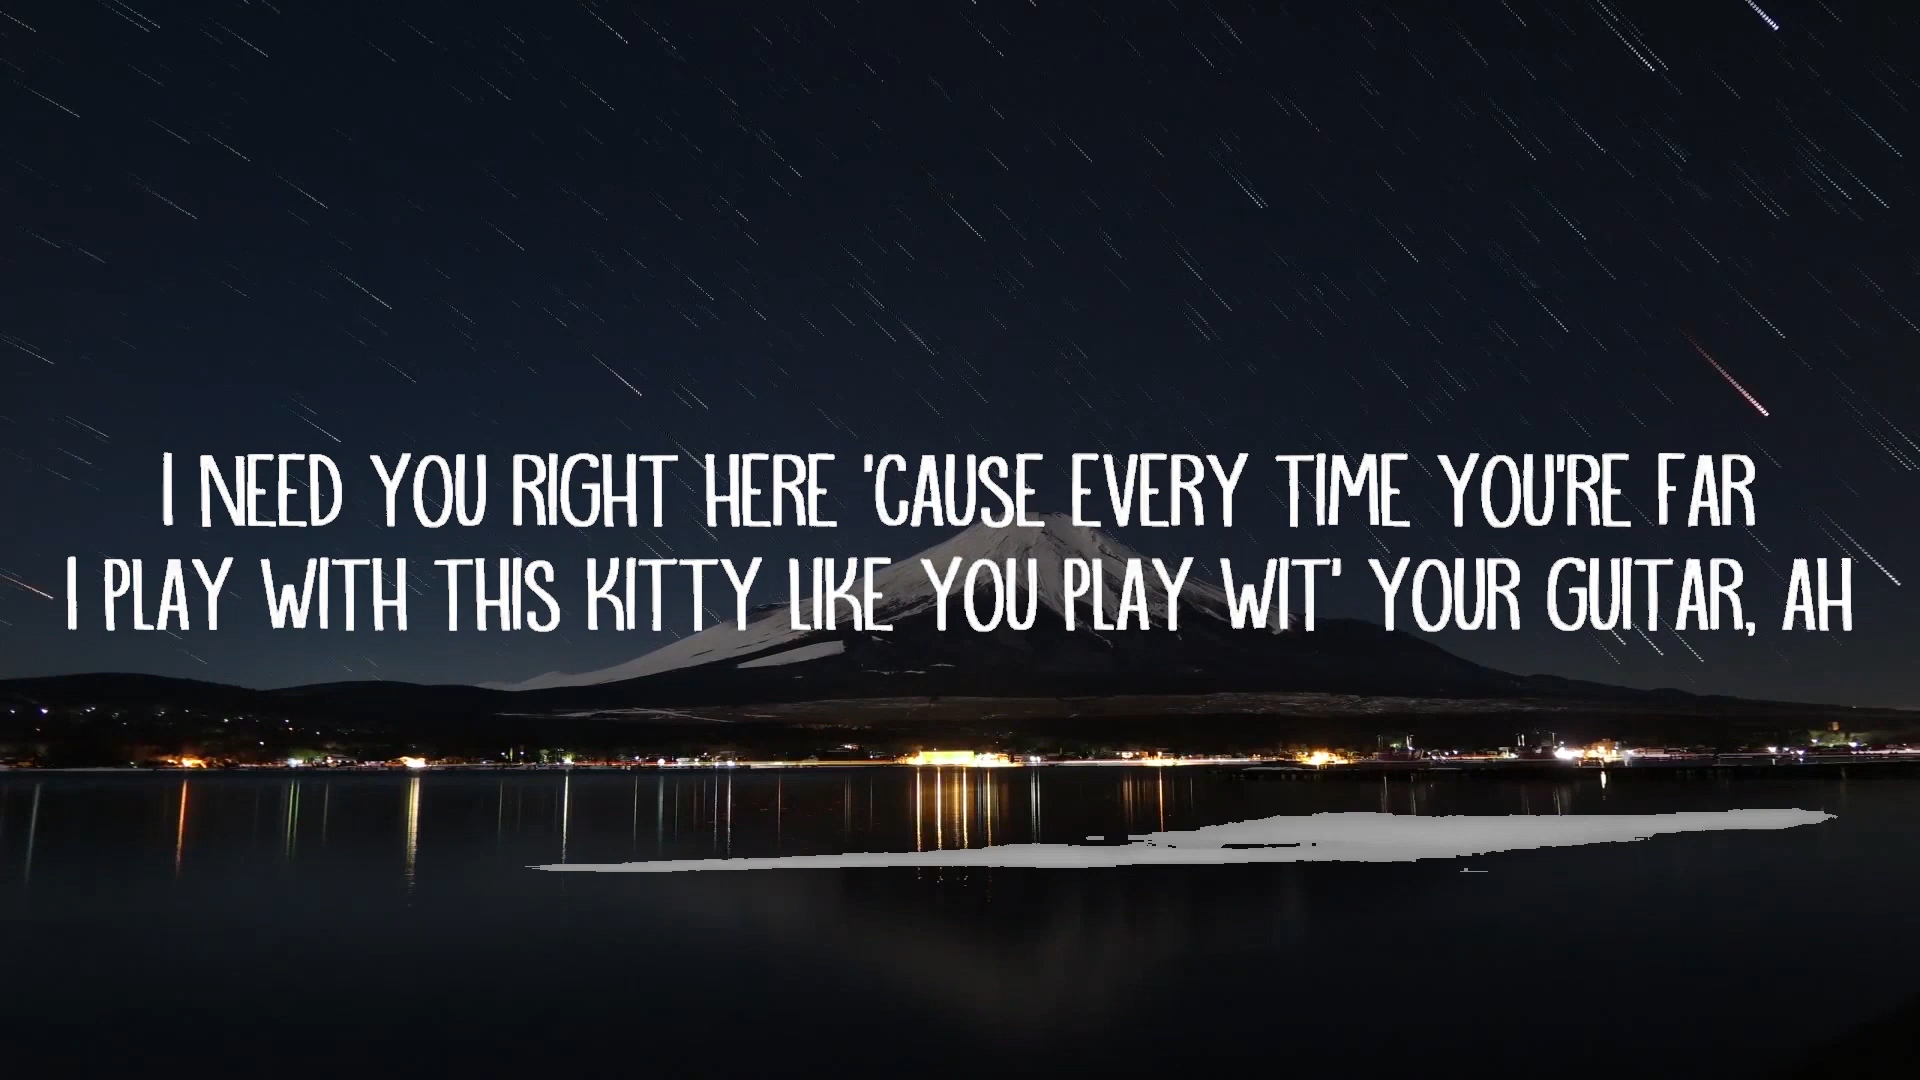 I NEED YOU RIGHT HERE 'CAUSE EVERY TIME YOU'RE FAR
I PLAY WITH THIS KITTY LIKE YOU PLAY WIT' YOUR GUITAR, AH